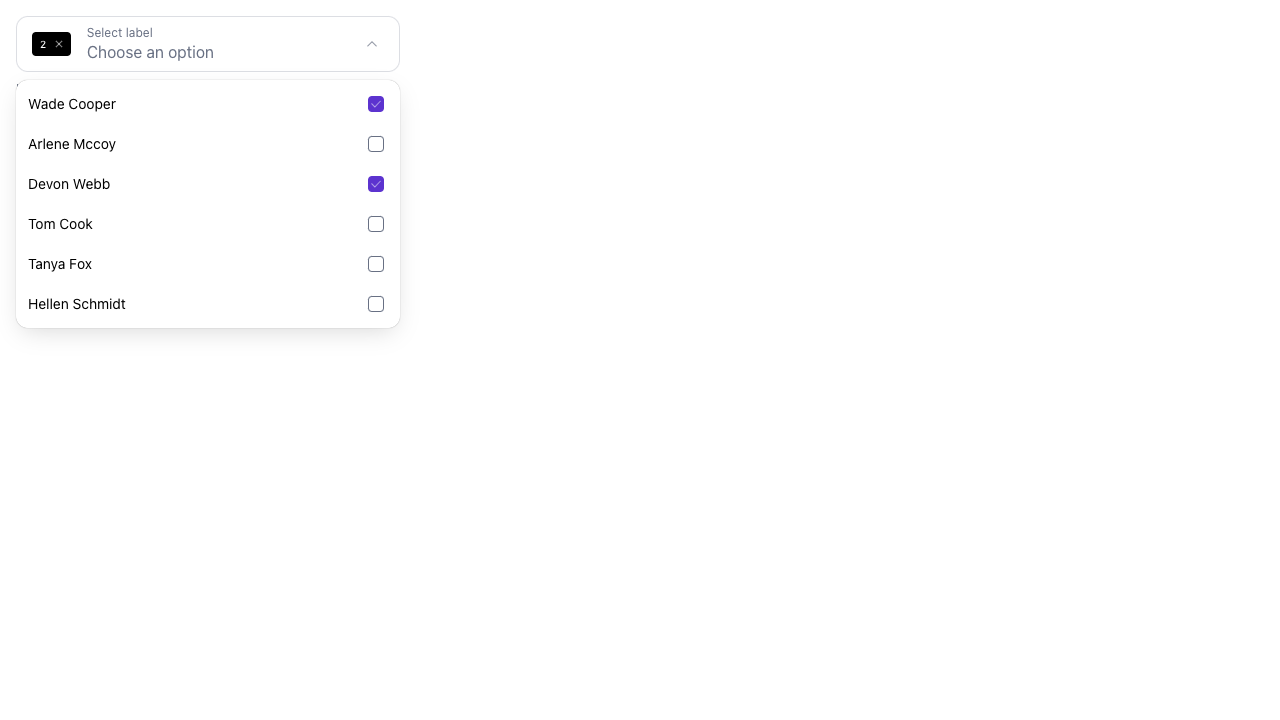 2
Select label
Choose an option
Wade Cooper
Arlene Mccoy
Devon Webb
Tom Cook
Tanya Fox
Hellen Schmidt